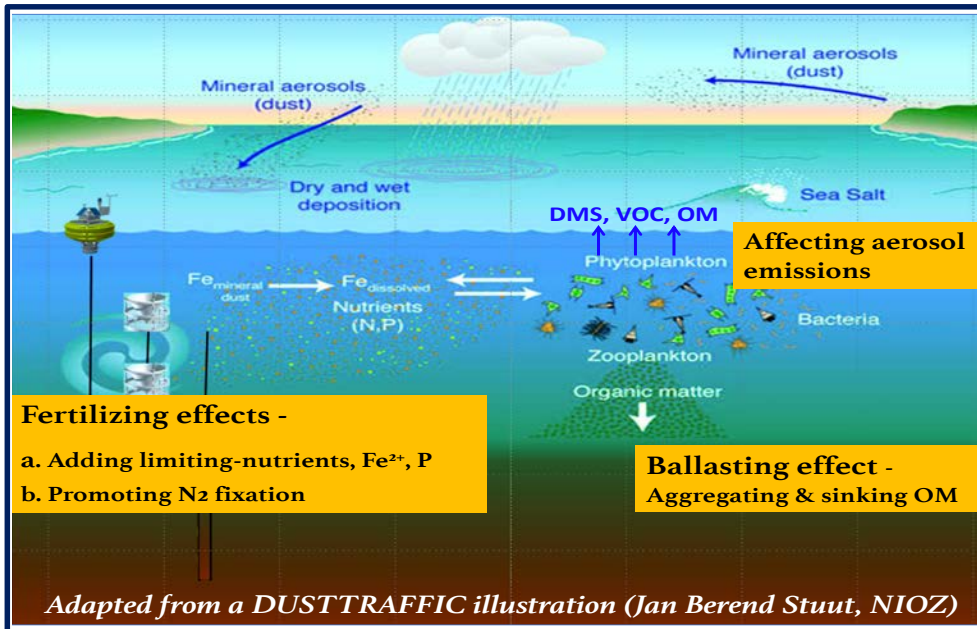 Mineral aerosols
(dust)
Mineral aerosols
(dust)
Dry and wet
deposition
Sea Salt
DMS, VOC, OM
Affecting aerosol
emissions
Phytoplankton
Fe mineral dust
Fe dissolved
Nutrients
(N,P)
Bacteria
Zooplankton
Organic matter
Fertilizing effects -
a. Adding limiting-nutrients, Fe²⁺, P
b. Promoting N2 fixation
Ballasting effect -
Aggregating & sinking OM
Adapted from a DUSTTRAFFIC illustration (Jan Berend Stuut, NIOZ)